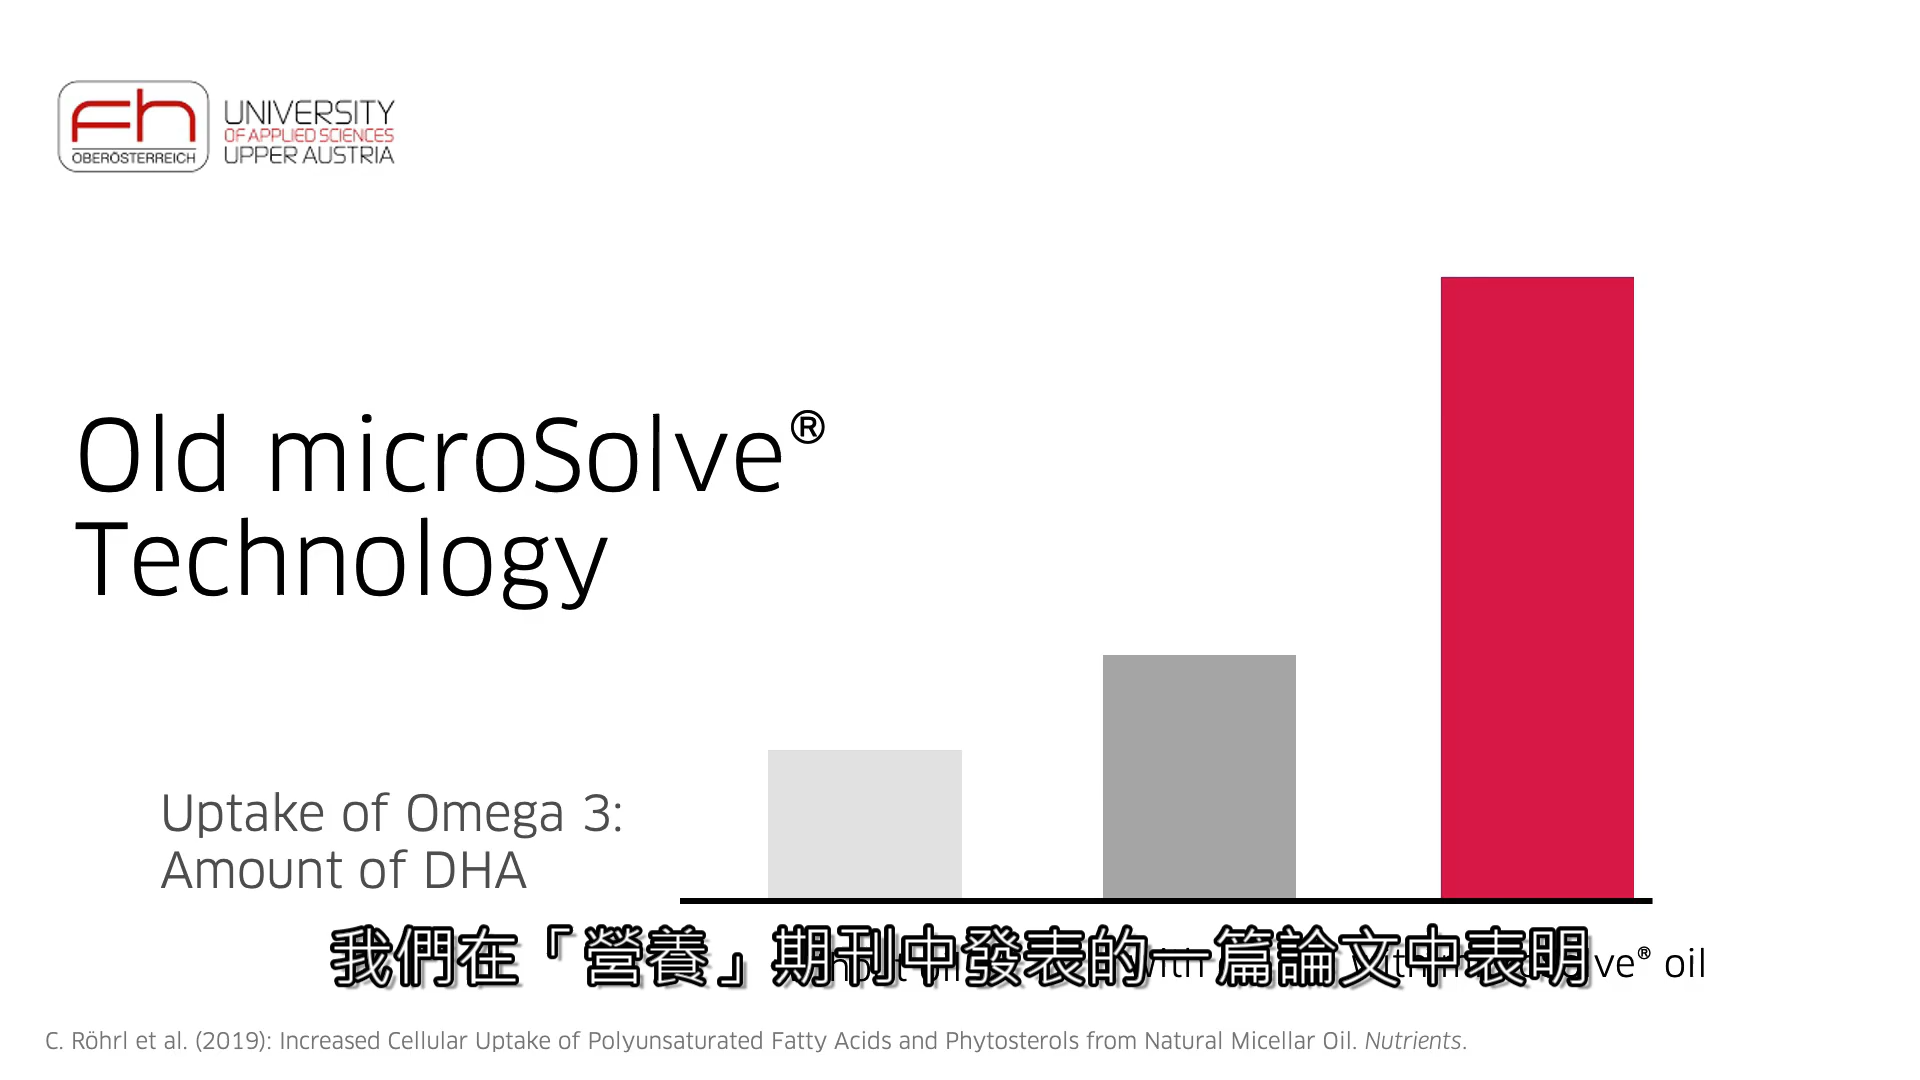 fh
OBERÖSTERREICH
UNIVERSITY
OF APPLIED SCIENCES
UPPER AUSTRIA
Old microSolve®
Technology
Uptake of Omega 3:
Amount of DHA
我們在「營養」期刊中發表的一篇論文中表明
oil
C. Röhrl et al. (2019): Increased Cellular Uptake of Polyunsaturated Fatty Acids and Phytosterols from Natural Micellar Oil. Nutrients.